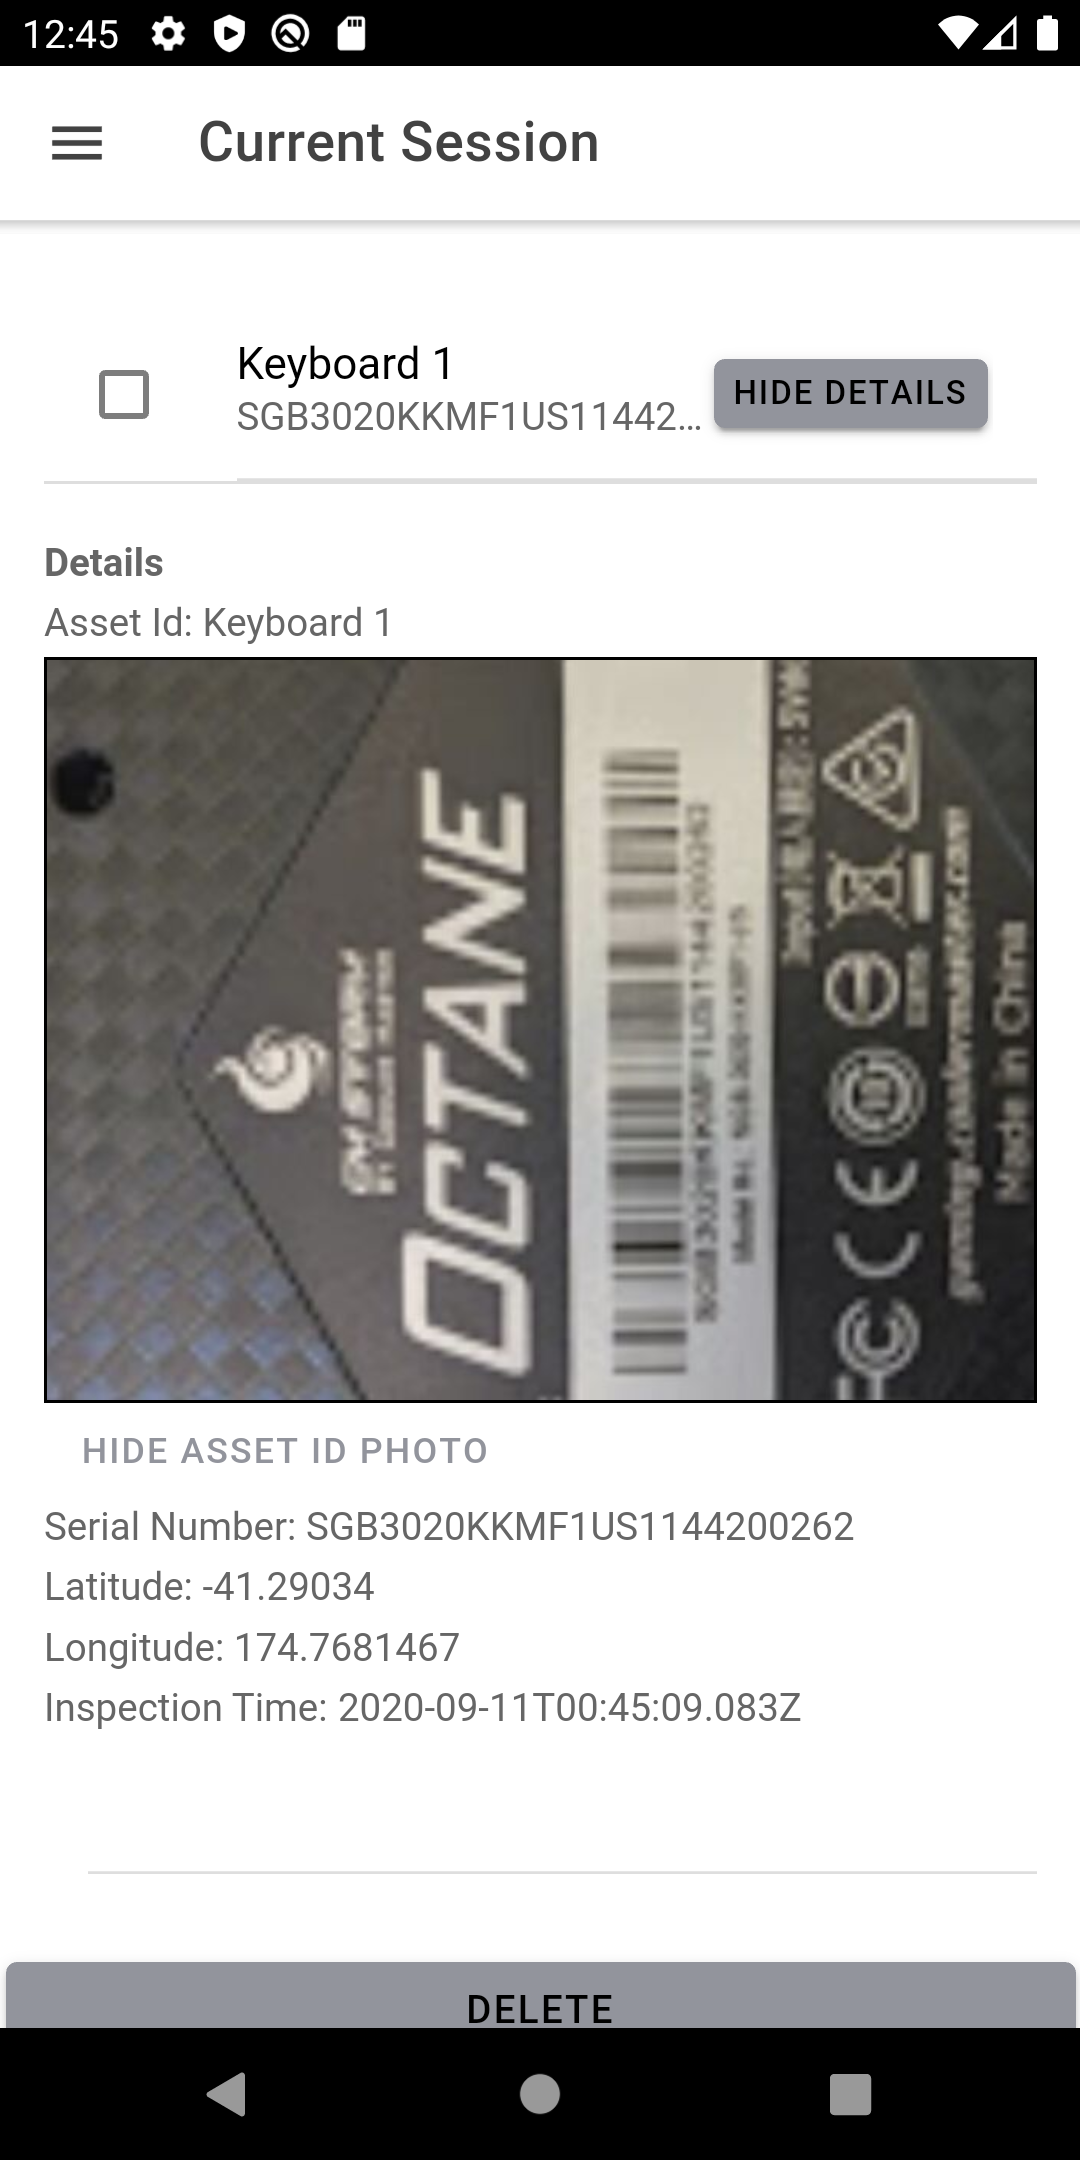 12:45
Current Session
Keyboard 1
SGB3020KKMF1US11442...
HIDE DETAILS
Details
Asset Id: Keyboard 1
CM STORM
OCTANE
Made in China
HIDE ASSET ID PHOTO
Serial Number: SGB3020KKMF1US1144200262
Latitude: -41.29034
Longitude: 174.7681467
Inspection Time: 2020-09-11T00:45:09.083Z
DELETE